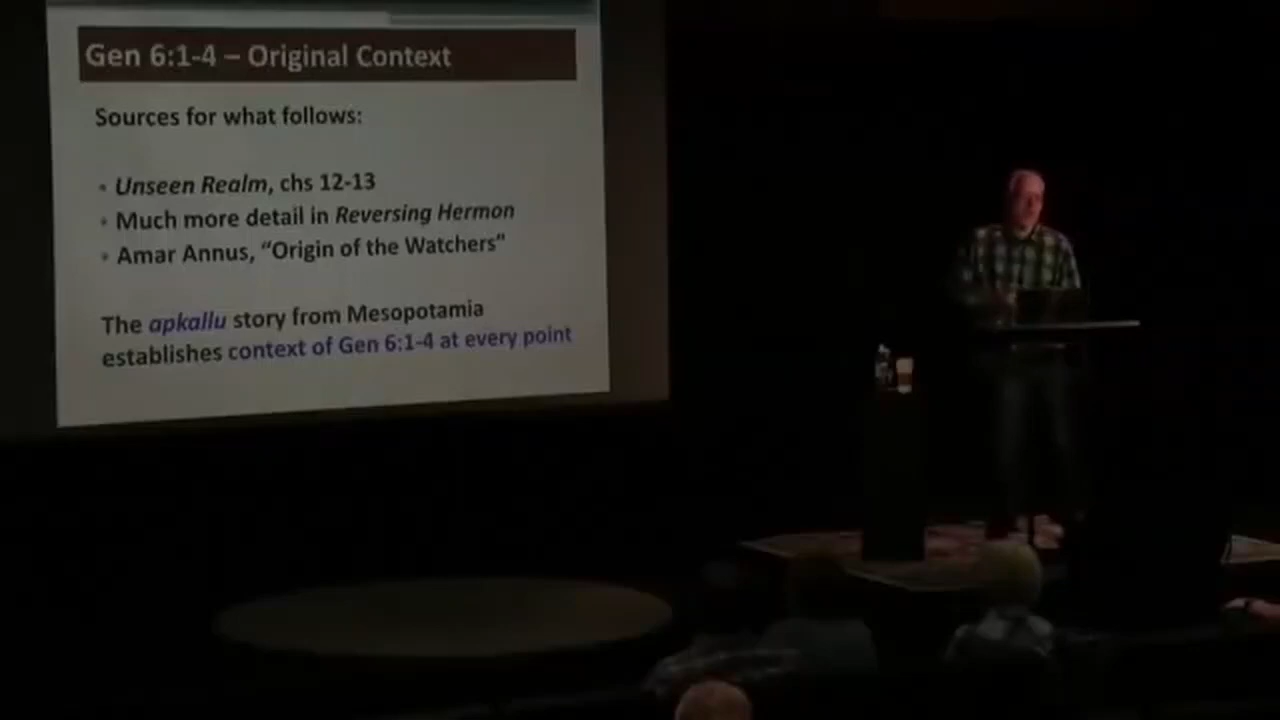 Gen 6:1-4 – Original Context
Sources for what follows:
• Unseen Realm, chs 12-13
• Much more detail in Reversing Hermon
• Amar Annus, “Origin of the Watchers”
The apkallu story from Mesopotamia
establishes context of Gen 6:1-4 at every point